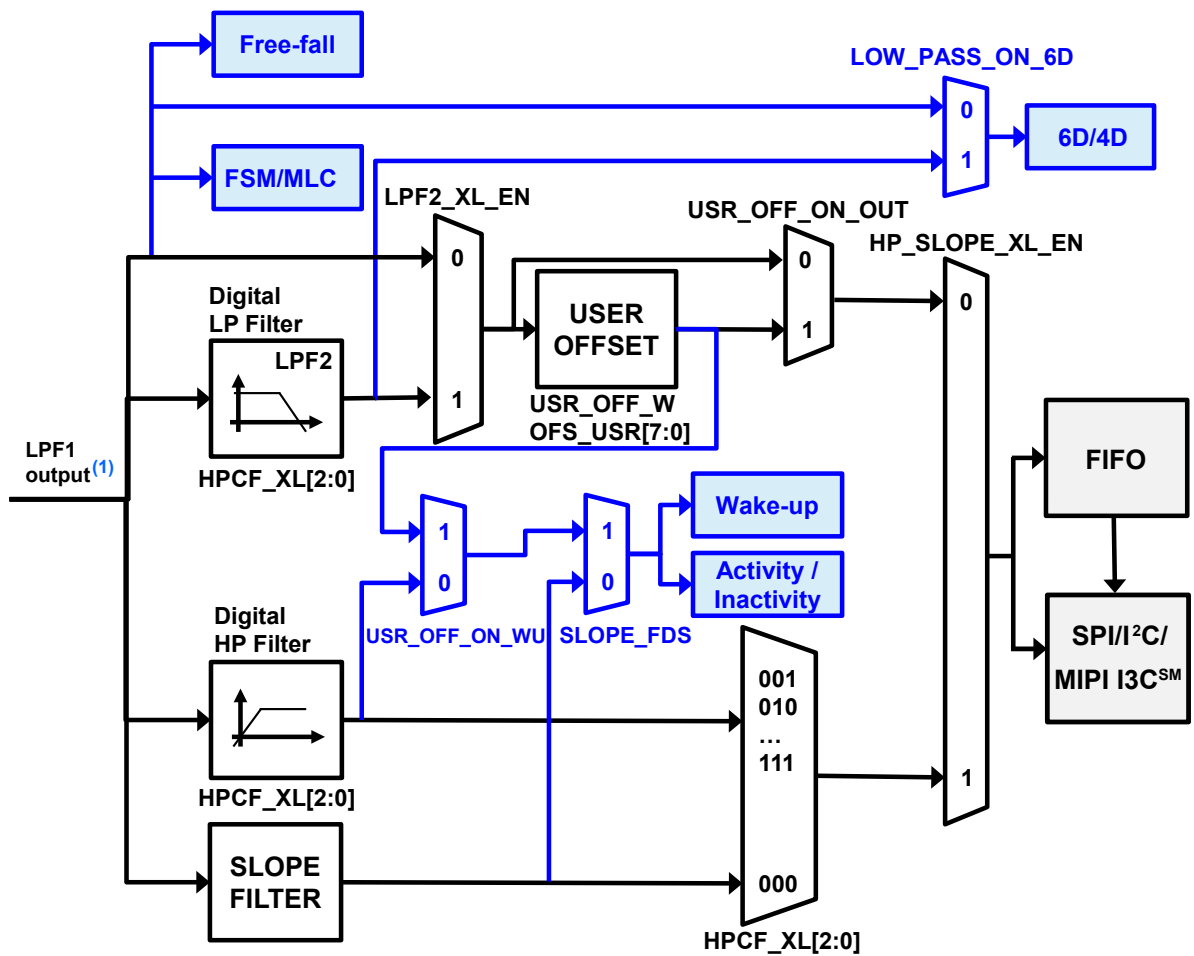 Free-fall
LOW_PASS_ON_6D
0
6D/4D
1
FSM/MLC
LPF2_XL_EN
USR_OFF_ON_OUT
HP_SLOPE_XL_EN
0
0
0
Digital
LP Filter
USER
OFFSET
1
LPF2
1
USR_OFF_W
OFS_USR[7:0]
LPF1
output(1)
HPCF_XL[2:0]
FIFO
Wake-up
1
1
0
0
Activity /
Inactivity
Digital
HP Filter
USR_OFF_ON_WU
SLOPE_FDS
SPI/I²C/
MIPI I3C℠
001
010
...
111
1
HPCF_XL[2:0]
SLOPE
FILTER
000
HPCF_XL[2:0]